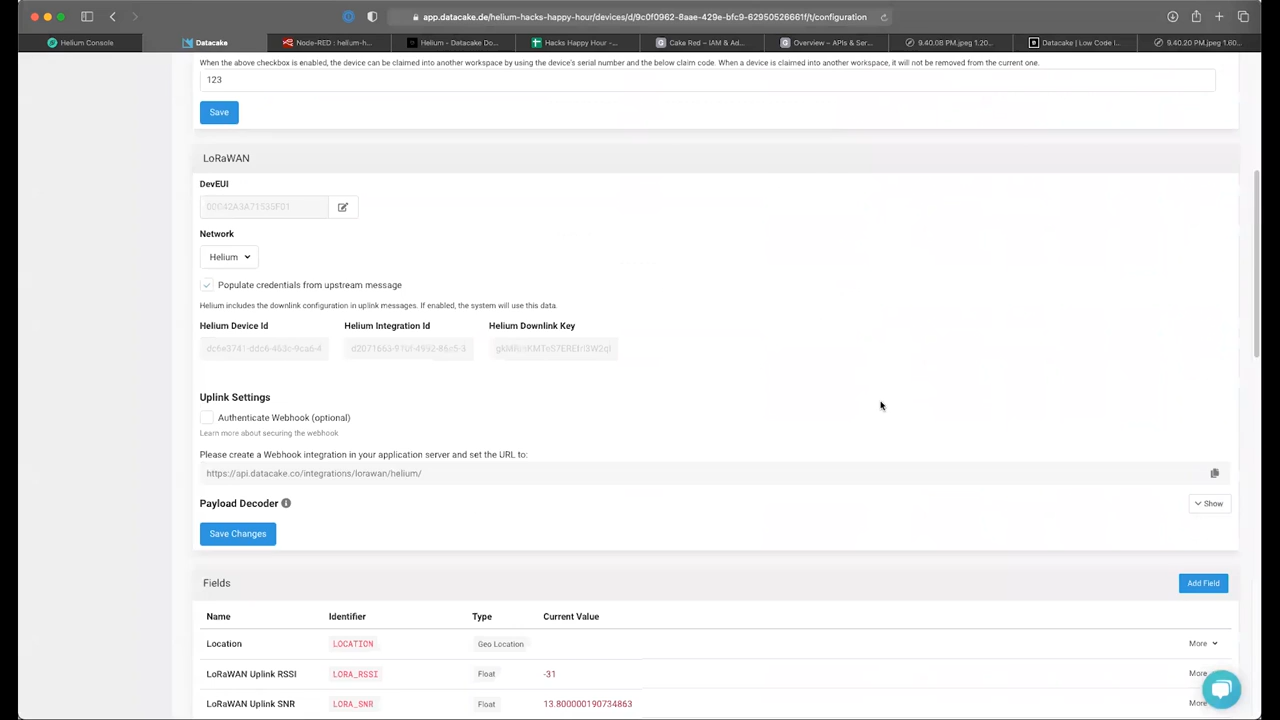 app.datacake.de/helium-hacks-happy-hour/devices/d/9c0f0962-8aae-429e-bfc9-62950526661f/t/configuration
Helium Console
Datacake
Node-RED : helium-h...
Helium - Datacake Do...
Hacks Happy Hour -...
Cake Red – IAM & Ad...
Overview – APIs & Ser...
9.40.08 PM.jpeg 1.20...
Datacake | Low Code I...
9.40.20 PM.jpeg 1.60...
When the above checkbox is enabled, the device can be claimed into another workspace by using the device's serial number and the below claim code. When a device is claimed into another workspace, it will not be removed from the current one.
123
Save
LoRaWAN
DevEUI
Network
Helium
Populate credentials from upstream message
Helium includes the downlink configuration in uplink messages. If enabled, the system will use this data.
Helium Device Id
Helium Integration Id
Helium Downlink Key
Uplink Settings
Authenticate Webhook (optional)
Learn more about securing the webhook
Please create a Webhook integration in your application server and set the URL to:
https://api.datacake.co/integrations/lorawan/helium/
Payload Decoder
Show
Save Changes
Fields
Add Field
Name Identifier Type Current Value
Location LOCATION Geo Location More
LoRaWAN Uplink RSSI LORA_RSSI Float -31 More
LoRaWAN Uplink SNR LORA_SNR Float 13.800000190734863 More